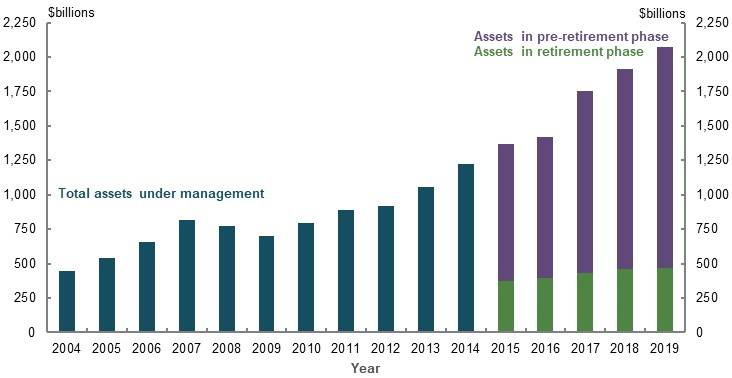 $billions $billions
2,250 2,250
Assets in pre-retirement phase
2,000 Assets in retirement phase 2,000
1,750 1,750
1,500 1,500
1,250 1,250
1,000 Total assets under management 1,000
750 750
500 500
250 250
0 0
2004 2005 2006 2007 2008 2009 2010 2011 2012 2013 2014 2015 2016 2017 2018 2019
Year